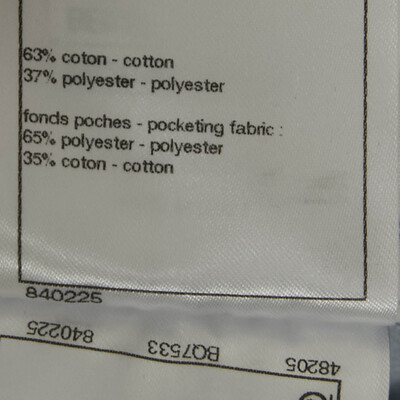 63% coton - cotton
37% polyester - polyester
fonds poches - pocketing fabric :
65% polyester - polyester
35% coton - cotton
840225
48205 BQ7533 840225